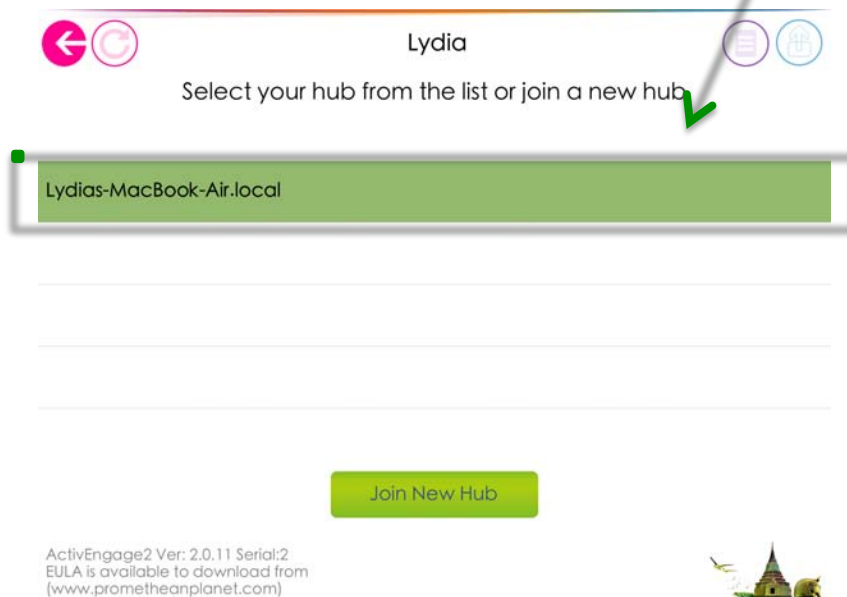 Lydia
Select your hub from the list or join a new hub
Lydias-MacBook-Air.local
Join New Hub
ActivEngage2 Ver: 2.0.11 Serial:2
EULA is available to download from
(www.prometheanplanet.com)